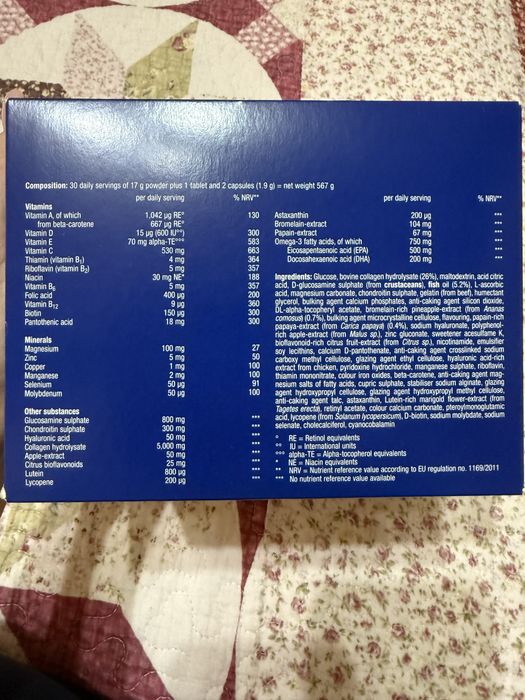 Composition: 30 daily servings of 17 g powder plus 1 tablet and 2 capsules (1.9 g) = net weight 567 g
per daily serving % NRV**
Vitamins
Vitamin A, of which 1,042 µg RE° 130
from beta-carotene 667 µg RE°
Vitamin D 15 µg (600 IU°°) 300
Vitamin E 70 mg alpha-TE°°° 583
Vitamin C 530 mg 663
Thiamin (vitamin B1) 4 mg 364
Riboflavin (vitamin B2) 5 mg 357
Niacin 30 mg NE* 188
Vitamin B6 5 mg 357
Folic acid 400 µg 200
Vitamin B12 9 µg 360
Biotin 150 µg 300
Pantothenic acid 18 mg 300
Minerals
Magnesium 100 mg 27
Zinc 5 mg 50
Copper 1 mg 100
Manganese 2 mg 100
Selenium 50 µg 91
Molybdenum 50 µg 100
Other substances
Glucosamine sulphate 800 mg ***
Chondroitin sulphate 300 mg ***
Hyaluronic acid 50 mg ***
Collagen hydrolysate 5,000 mg ***
Apple-extract 50 mg ***
Citrus bioflavonoids 25 mg ***
Lutein 800 µg ***
Lycopene 200 µg ***
per daily serving % NRV**
Astaxanthin 200 µg ***
Bromelain-extract 104 mg ***
Papain-extract 67 mg ***
Omega-3 fatty acids, of which 750 mg ***
Eicosapentaenoic acid (EPA) 500 mg ***
Docosahexaenoic acid (DHA) 200 mg ***
Ingredients: Glucose, bovine collagen hydrolysate (26%), maltodextrin, acid citric
acid, D-glucosamine sulphate (from crustaceans), fish oil (5.2%), L-ascorbic
acid, magnesium carbonate, chondroitin sulphate, gelatin (from beef), humectant
glycerol, bulking agent calcium phosphates, anti-caking agent silicon dioxide,
DL-alpha-tocopheryl acetate, bromelain-rich pineapple-extract (from Ananas
comosus) (0.7%), bulking agent microcrystalline cellulose, flavouring, papain-rich
papaya-extract (from Carica papaya) (0.4%), sodium hyaluronate, polyphenol-
rich apple-extract (from Malus sp.), zinc gluconate, sweetener acesulfame K,
bioflavonoid-rich citrus fruit-extract (from Citrus sp.), nicotinamide, emulsifier
soy lecithins, calcium D-pantothenate, anti-caking agent crosslinked sodium
carboxy methyl cellulose, glazing agent ethyl cellulose, hyaluronic acid-rich
extract from chicken, pyridoxine hydrochloride, manganese sulphate, riboflavin,
thiamin mononitrate, colour iron oxides, beta-carotene, anti-caking agent mag-
nesium salts of fatty acids, cupric sulphate, stabiliser sodium alginate, glazing
agent hydroxypropyl cellulose, glazing agent hydroxypropyl methyl cellulose,
anti-caking agent talc, astaxanthin, Lutein-rich marigold flower-extract (from
Tagetes erecta), retinyl acetate, colour calcium carbonate, pteroylmonoglutamic
acid, lycopene (from Solanum lycopersicum), D-biotin, sodium molybdate, sodium
selenate, cholecalciferol, cyanocobalamin
° RE = Retinol equivalents
°° IU = International units
°°° alpha-TE = Alpha-tocopherol equivalents
* NE = Niacin equivalents
** NRV = Nutrient reference value according to EU regulation no. 1169/2011
*** No nutrient reference value available